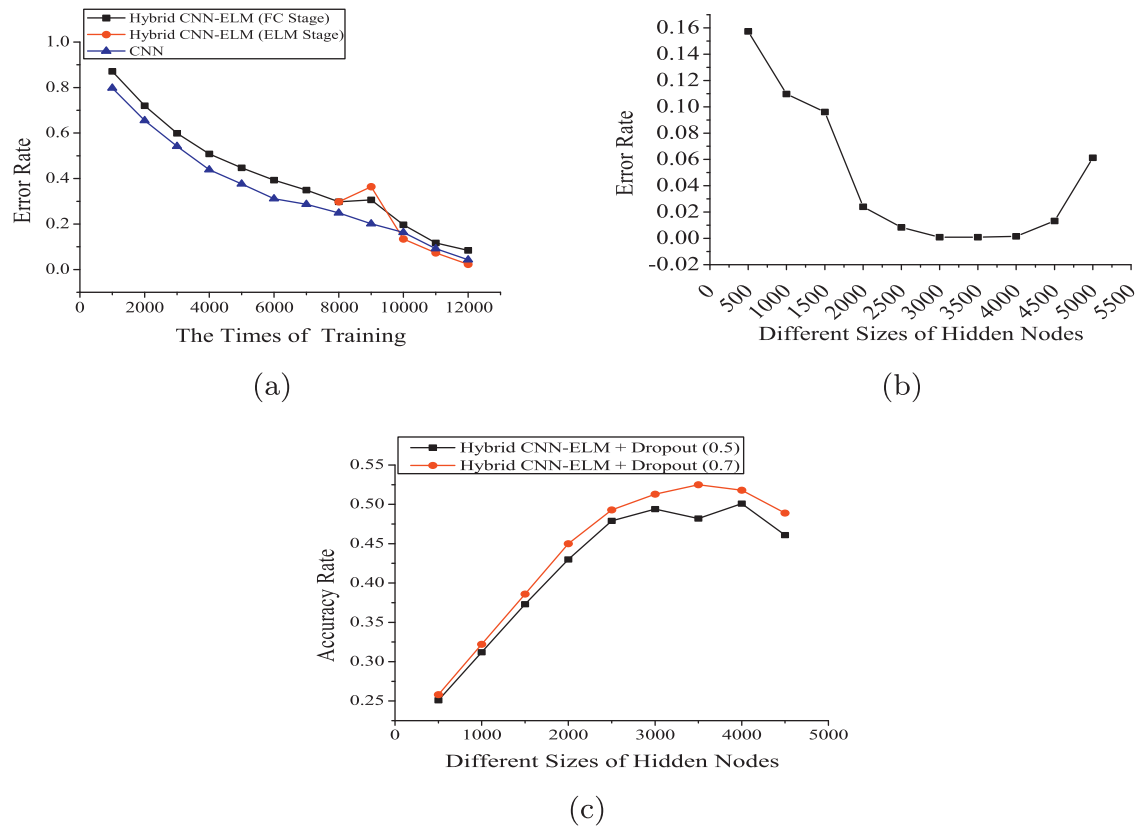 Hybrid CNN-ELM (FC Stage)
Hybrid CNN-ELM (ELM Stage)
CNN
1.0
0.8
0.6
0.4
0.2
0.0
Error Rate
0 2000 4000 6000 8000 10000 12000
The Times of Training
(a)
0.16
0.14
0.12
0.10
0.08
0.06
0.04
0.02
0.00
-0.02
Error Rate
0 500 1000 1500 2000 2500 3000 3500 4000 4500 5000 5500
Different Sizes of Hidden Nodes
(b)
Hybrid CNN-ELM + Dropout (0.5)
Hybrid CNN-ELM + Dropout (0.7)
0.55
0.50
0.45
0.40
0.35
0.30
0.25
Accuracy Rate
0 1000 2000 3000 4000 5000
Different Sizes of Hidden Nodes
(c)